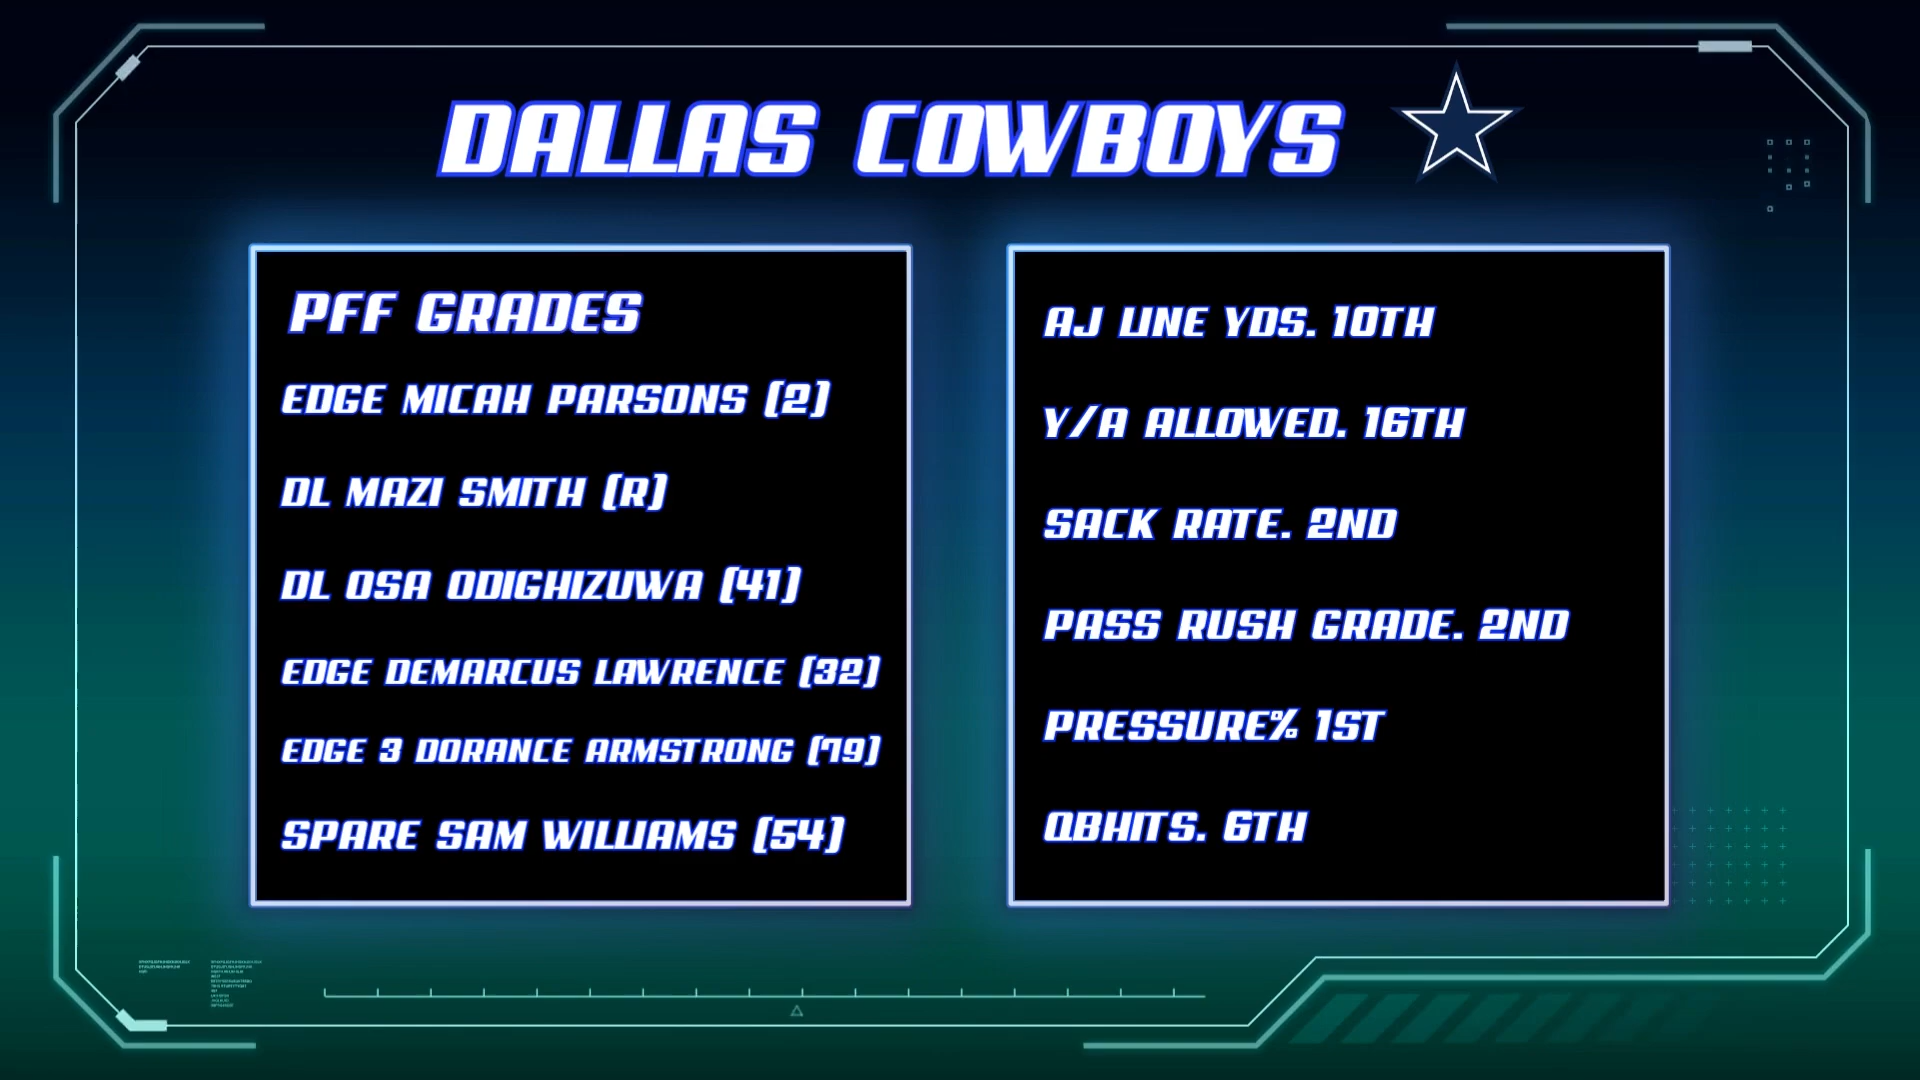 DALLAS COWBOYS
PFF GRADES
EDGE MICAH PARSONS (2)
DL MAZI SMITH (R)
DL OSA ODIGHIZUWA (41)
EDGE DEMARCUS LAWRENCE (32)
EDGE 3 DORANCE ARMSTRONG (79)
SPARE SAM WILLIAMS (54)
AJ LINE YDS. 10TH
Y/A ALLOWED. 16TH
SACK RATE. 2ND
PASS RUSH GRADE. 2ND
PRESSURE% 1ST
QBHITS. 6TH